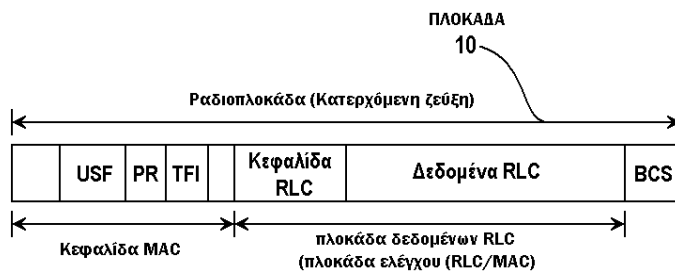 ΠΛΟΚΑΔΑ
10
Ραδιοπλοκάδα (Κατερχόμενη ζεύξη)
USF PR TFI Κεφαλίδα RLC Δεδομένα RLC BCS
Κεφαλίδα MAC
πλοκάδα δεδομένων RLC
(πλοκάδα ελέγχου (RLC/MAC)